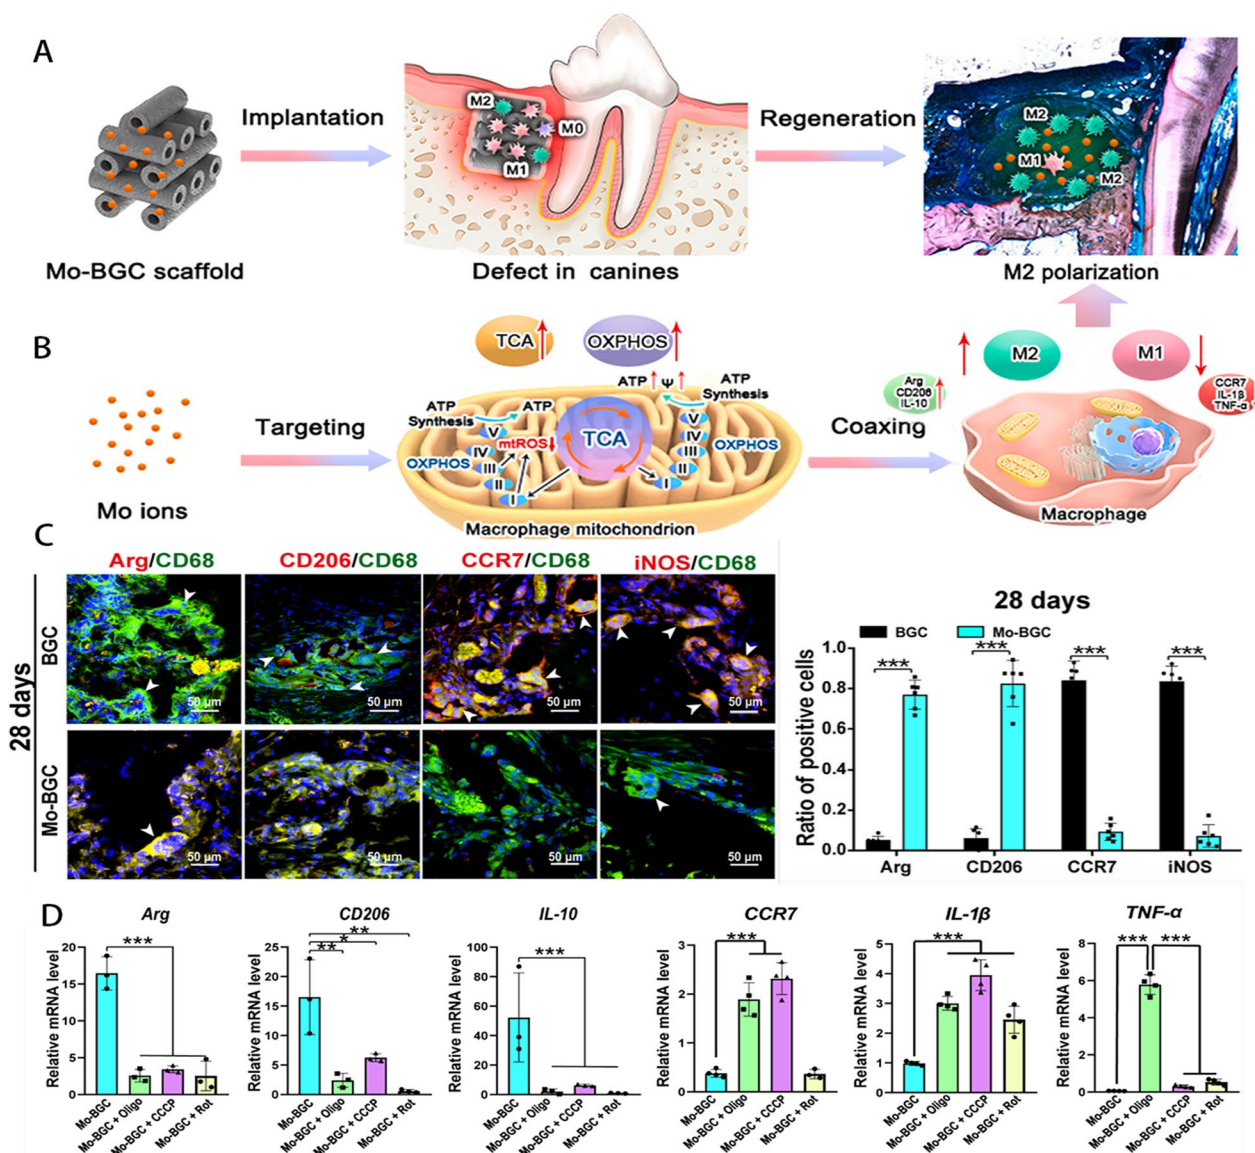 A
Implantation
Regeneration
M2
M0
M1
M2
M1
M2
Mo-BGC scaffold
Defect in canines
M2 polarization
B
TCA
OXPHOS
M2
M1
ATP
Ψ
ATP
Synthesis
Arg
CD206
IL-10
CCR7
IL-1β
TNF-α
ATP
Synthesis
ATP
V
V
Targeting
mtROS
TCA
IV
IV
OXPHOS
OXPHOS
III
III
II
II
I
I
Coaxing
Mo ions
Macrophage mitochondrion
Macrophage
C
Arg/CD68
CD206/CD68
CCR7/CD68
iNOS/CD68
28 days
BGC
50 µm
50 µm
50 µm
50 µm
Mo-BGC
50 µm
50 µm
50 µm
50 µm
28 days
BGC
Mo-BGC
Ratio of positive cells
1.0
0.8
0.6
0.4
0.2
0.0
***
***
***
***
Arg
CD206
CCR7
iNOS
D
Arg
Relative mRNA level
20
15
10
5
0
***
Mo-BGC
Mo-BGC + Oligo
Mo-BGC + CCCP
Mo-BGC + Rot
CD206
Relative mRNA level
25
20
15
10
5
0
**
*
**
Mo-BGC
Mo-BGC + Oligo
Mo-BGC + CCCP
Mo-BGC + Rot
IL-10
Relative mRNA level
100
80
60
40
20
0
***
Mo-BGC
Mo-BGC + Oligo
Mo-BGC + CCCP
Mo-BGC + Rot
CCR7
Relative mRNA level
3
2
1
0
***
Mo-BGC
Mo-BGC + Oligo
Mo-BGC + CCCP
Mo-BGC + Rot
IL-1β
Relative mRNA level
5
4
3
2
1
0
***
Mo-BGC
Mo-BGC + Oligo
Mo-BGC + CCCP
Mo-BGC + Rot
TNF-α
Relative mRNA level
8
6
4
2
0
***
***
Mo-BGC
Mo-BGC + Oligo
Mo-BGC + CCCP
Mo-BGC + Rot